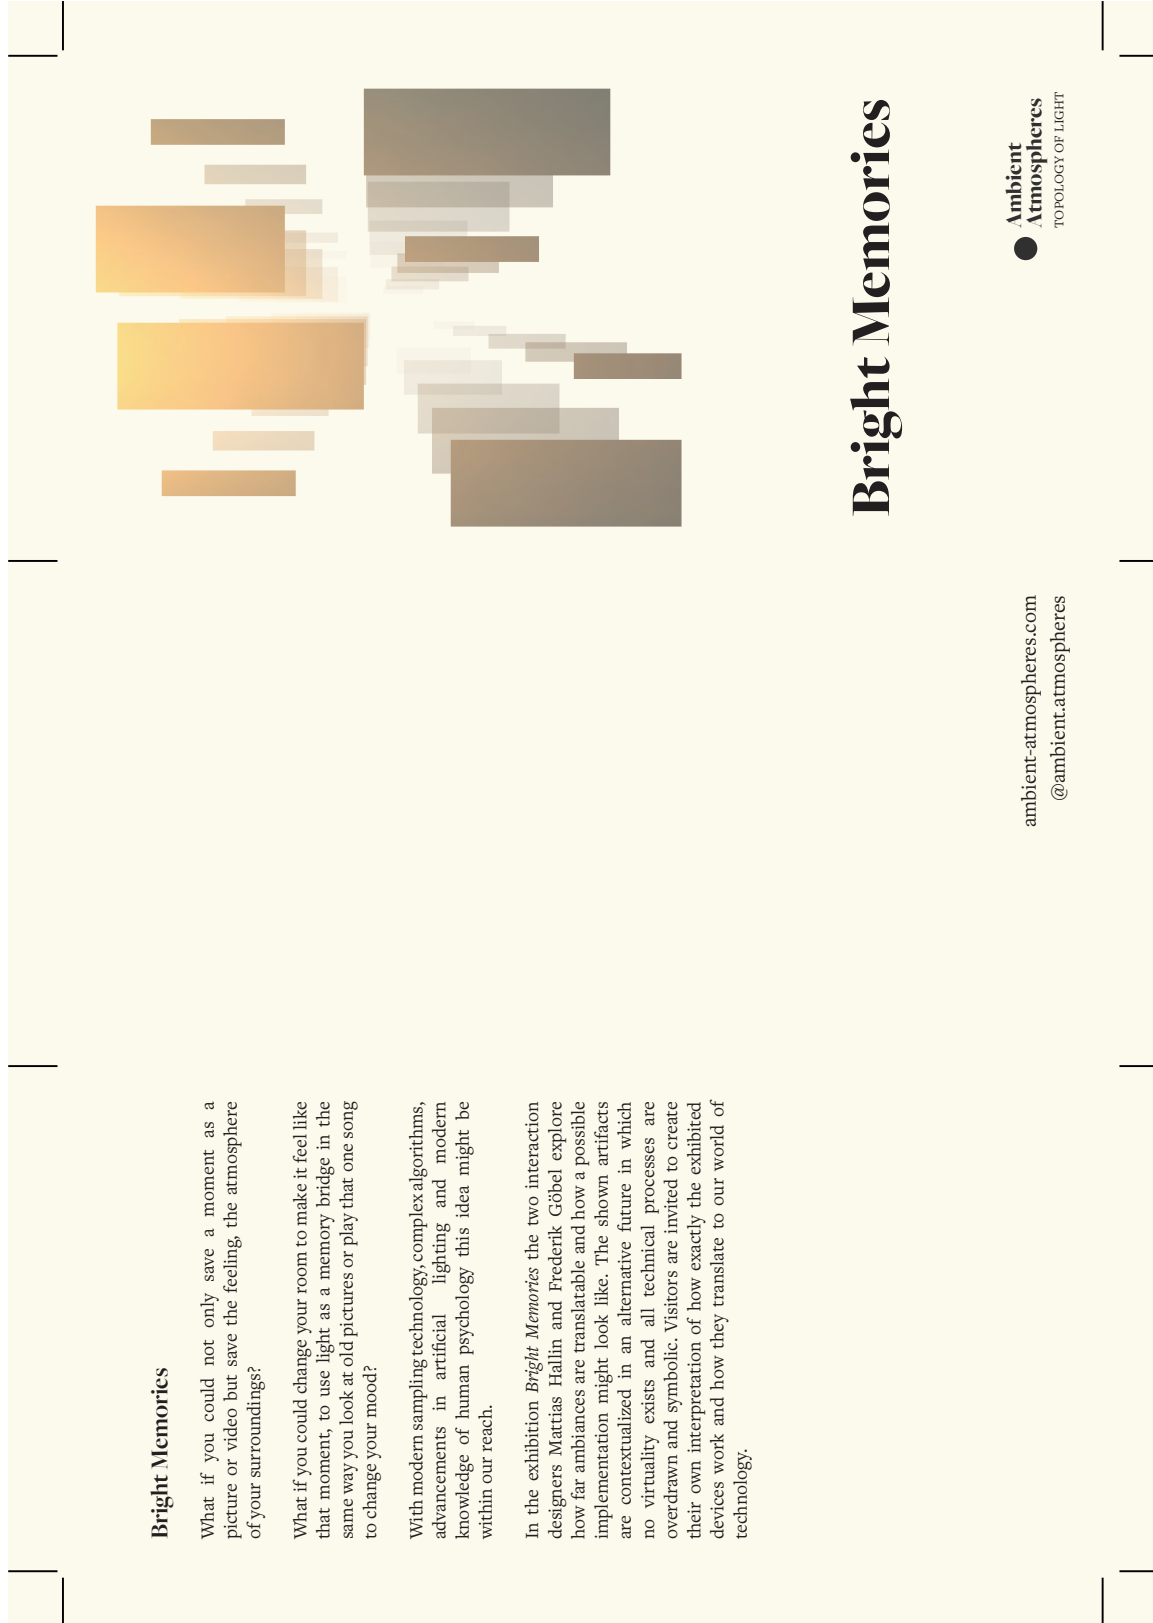 Bright Memories
What if you could not only save a moment as a
picture or video but save the feeling, the atmosphere
of your surroundings?
What if you could change your room to make it feel like
that moment, to use light as a memory bridge in the
same way you look at old pictures or play that one song
to change your mood?
With modern sampling technology, complex algorithms,
advancements in artificial lighting and modern
knowledge of human psychology this idea might be
within our reach.
In the exhibition Bright Memories the two interaction
designers Mattias Hallin and Frederik Göbel explore
how far ambiances are translatable and how a possible
implementation might look like. The shown artifacts
are contextualized in an alternative future in which
no virtuality exists and all technical processes are
overdrawn and symbolic. Visitors are invited to create
their own interpretation of how exactly the exhibited
devices work and how they translate to our world of
technology.
ambient-atmospheres.com
@ambient.atmospheres
Bright Memories
Ambient
Atmospheres
TOPOLOGY OF LIGHT